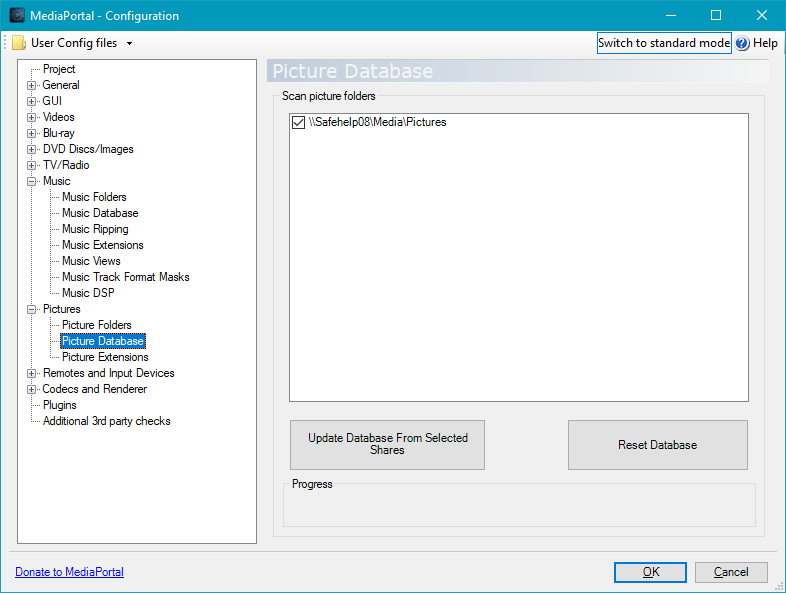 MediaPortal - Configuration
User Config files
Switch to standard mode
Help
Project
General
GUI
Videos
Blu-ray
DVD Discs/Images
TV/Radio
Music
Music Folders
Music Database
Music Ripping
Music Extensions
Music Views
Music Track Format Masks
Music DSP
Pictures
Picture Folders
Picture Database
Picture Extensions
Remotes and Input Devices
Codecs and Renderer
Plugins
Additional 3rd party checks
Picture Database
Scan picture folders
\\Safehelp08\Media\Pictures
Update Database From Selected
Shares
Reset Database
Progress
Donate to MediaPortal
OK
Cancel